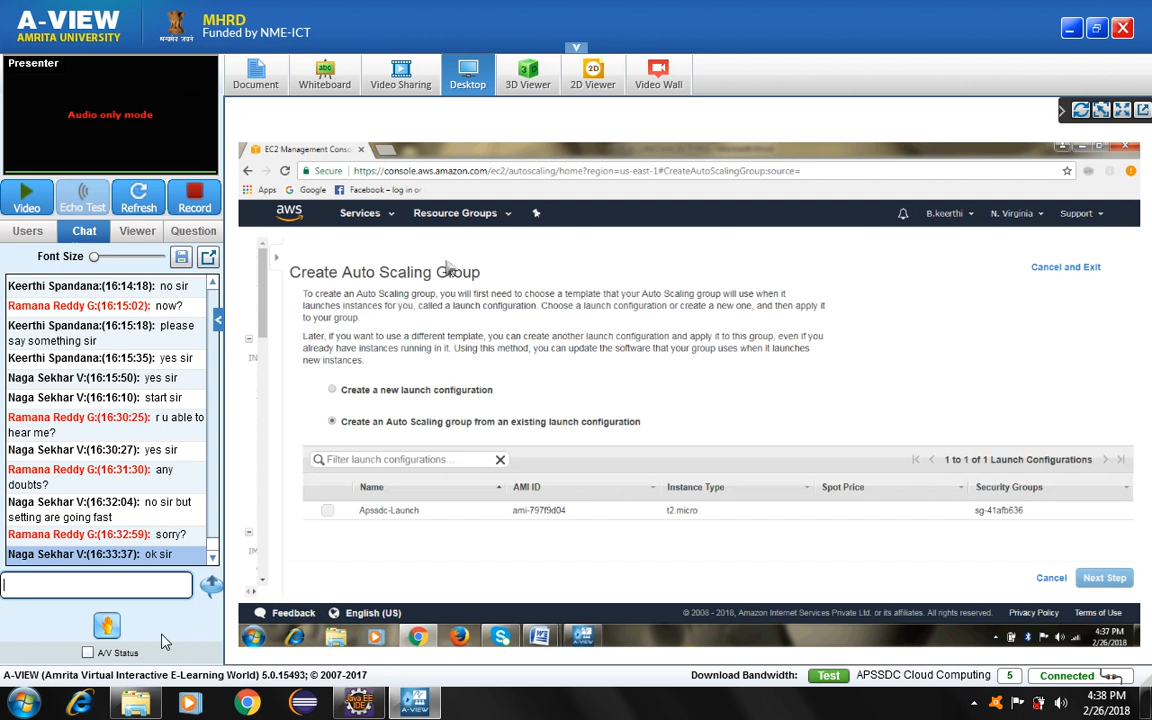 A-VIEW
AMRITA UNIVERSITY
MHRD
Funded by NME-ICT
Presenter
Audio only mode
Document
Whiteboard
Video Sharing
Desktop
3D Viewer
2D Viewer
Video Wall
Video
Echo Test
Refresh
Record
Users
Chat
Viewer
Question
Font Size
Keerthi Spandana:(16:14:18): no sir
Ramana Reddy G:(16:15:02): now?
Keerthi Spandana:(16:15:18): please
say something sir
Keerthi Spandana:(16:15:35): yes sir
Naga Sekhar V:(16:15:50): yes sir
Naga Sekhar V:(16:16:10): start sir
Ramana Reddy G:(16:30:25): r u able to
hear me?
Naga Sekhar V:(16:30:27): yes sir
Ramana Reddy G:(16:31:30): any
doubts?
Naga Sekhar V:(16:32:04): no sir but
setting are going fast
Ramana Reddy G:(16:32:59): sorry?
Naga Sekhar V:(16:33:37): ok sir
A/V Status
EC2 Management Conso
Secure
https://console.aws.amazon.com/ec2/autoscaling/home?region=us-east-1#CreateAutoScalingGroup:source=
Apps
Google
Facebook – log in or
aws
Services
Resource Groups
B.keerthi
N. Virginia
Support
Create Auto Scaling Group
Cancel and Exit
To create an Auto Scaling group, you will first need to choose a template that your Auto Scaling group will use when it
launches instances for you, called a launch configuration. Choose a launch configuration or create a new one, and then apply it
to your group.
Later, if you want to use a different template, you can create another launch configuration and apply it to this group, even if you
already have instances running in it. Using this method, you can update the software that your group uses when it launches
new instances.
IN
Create a new launch configuration
Create an Auto Scaling group from an existing launch configuration
Filter launch configurations...
1 to 1 of 1 Launch Configurations
Name
AMI ID
Instance Type
Spot Price
Security Groups
Apssdc-Launch
ami-797f9d04
t2.micro
sg-41afb636
IM
Cancel
Next Step
Feedback
English (US)
© 2008 - 2018, Amazon Internet Services Private Ltd. or its affiliates. All rights reserved.
Privacy Policy
Terms of Use
4:37 PM
2/26/2018
A-VIEW (Amrita Virtual Interactive E-Learning World) 5.0.15493; © 2007-2017
Download Bandwidth:
Test
APSSDC Cloud Computing
5
Connected
Java EE
IDE
4:38 PM
2/26/2018